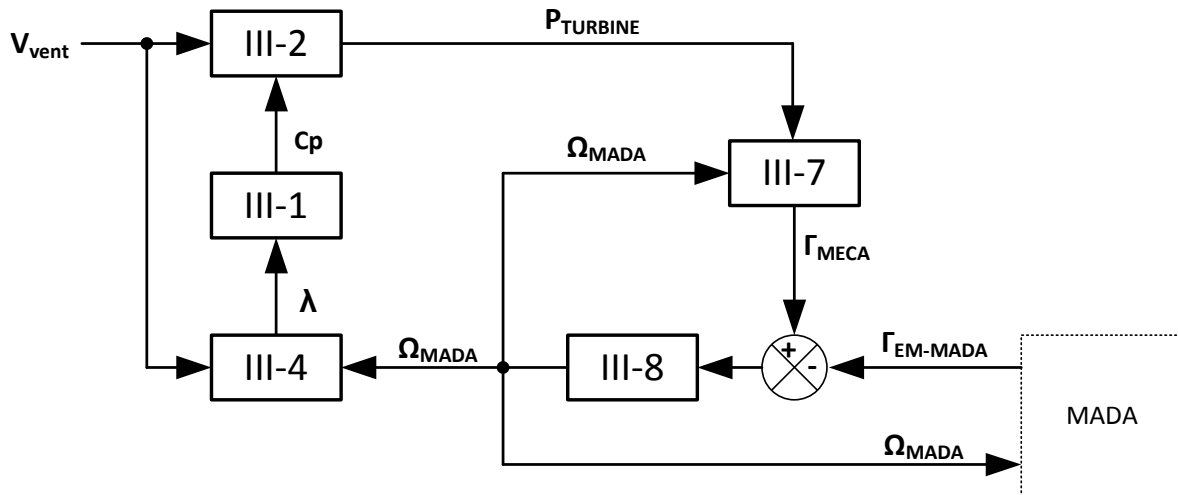 P_TURBINE
V_vent
III-2
Cp
Ω_MADA
III-7
III-1
Γ_MECA
λ
Ω_MADA
+
-
Γ_EM-MADA
III-4
III-8
MADA
Ω_MADA